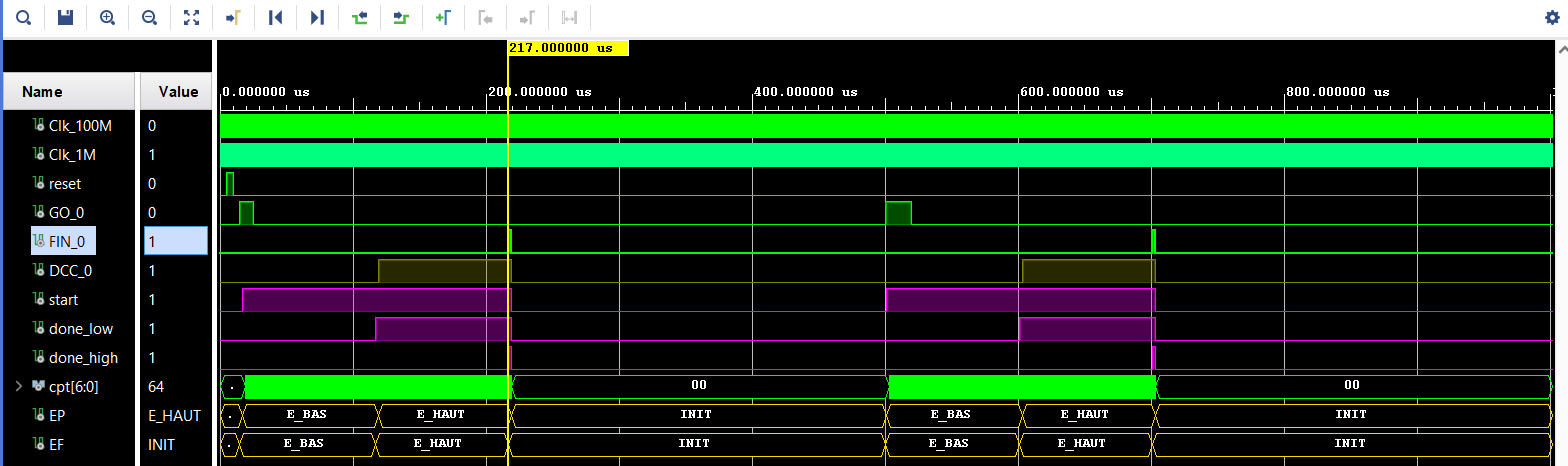 217.000000 us
Name Value
0.000000 us 200.000000 us 400.000000 us 600.000000 us 800.000000 us
Clk_100M 0
Clk_1M 1
reset 0
GO_0 0
FIN_0 1
DCC_0 1
start 1
done_low 1
done_high 1
cpt[6:0] 64 . 00 00
EP E_HAUT . E_BAS E_HAUT INIT E_BAS E_HAUT INIT
EF INIT . E_BAS E_HAUT INIT E_BAS E_HAUT INIT